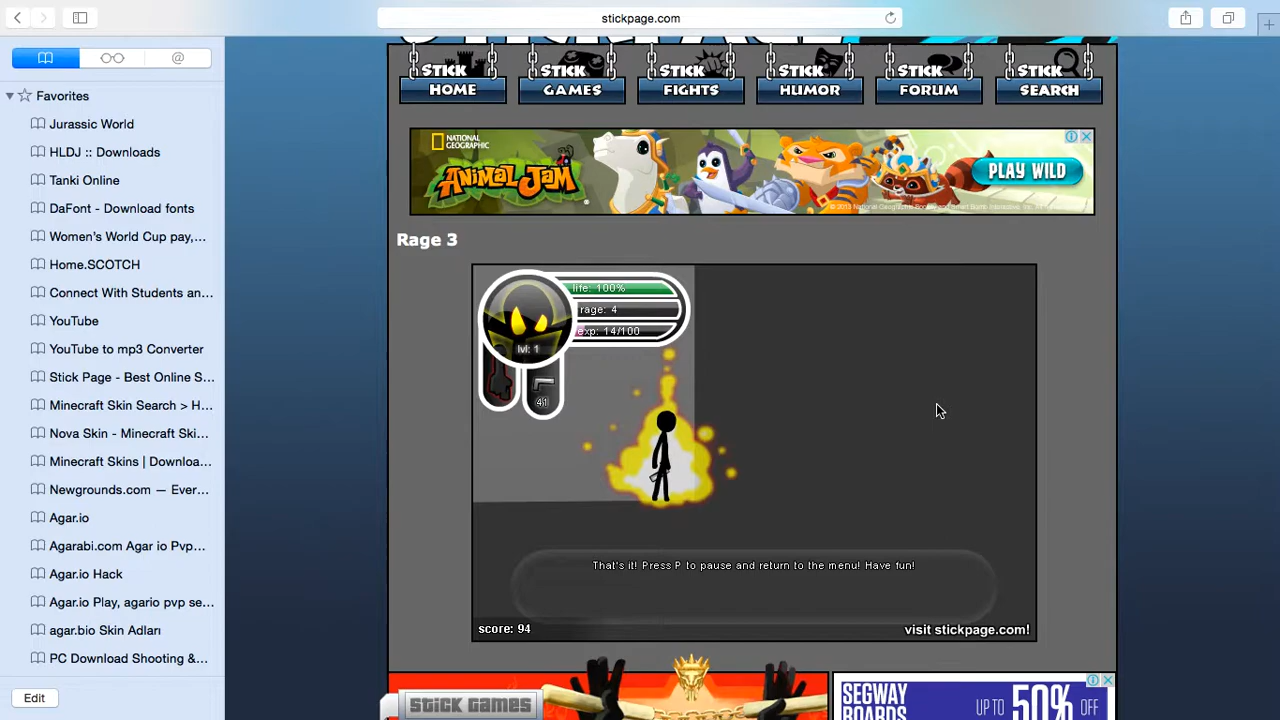 stickpage.com
STICK HOME
STICK GAMES
STICK FIGHTS
STICK HUMOR
STICK FORUM
STICK SEARCH
Favorites
Jurascic World
HLDJ :: Downloads
Tanki Online
DaFont - Download fonts
Women's World Cup pay,...
Home.SCOTCH
Connect With Students an...
YouTube
YouTube to mp3 Converter
Stick Page - Best Online S...
Minecraft Skin Search > H...
Nova Skin - Minecraft Ski...
Minecraft Skins | Downloa...
Newgrounds.com — Ever...
Agar.io
Agarabi.com Agar io Pvp...
Agar.io Hack
Agar.io Play, agario pvp se...
agar.bio Skin Adları
PC Download Shooting &...
Edit
NATIONAL
GEOGRAPHIC
ANIMAL JAM
PLAY WILD
Rage 3
life: 100%
rage: 4
exp: 14/100
lvl: 1
41
That's it! Press P to pause and return to the menu! Have fun!
score: 94
visit stickpage.com!
STICK GAMES
SEGWAY
BOARDS
UP TO 50% OFF